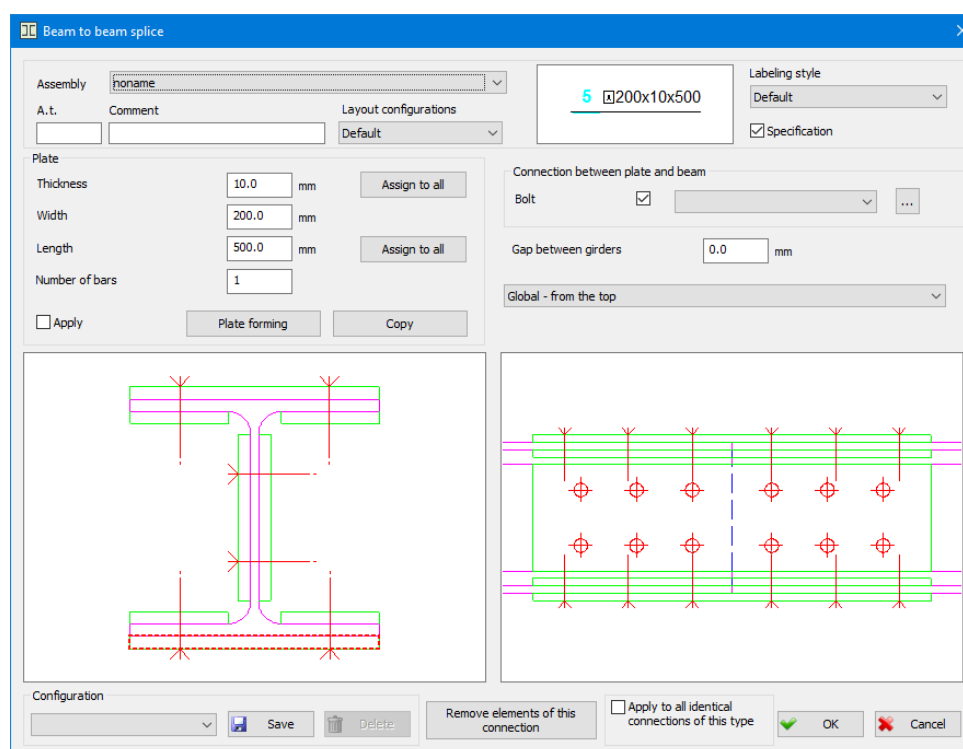 Beam to beam splice
Assembly
noname
A.t.
Comment
Layout configurations
Default
5 200x10x500
Labeling style
Default
Specification
Plate
Thickness
10.0
mm
Assign to all
Width
200.0
mm
Length
500.0
mm
Assign to all
Number of bars
1
Apply
Plate forming
Copy
Connection between plate and beam
Bolt
...
Gap between girders
0.0
mm
Global - from the top
Configuration
Save
Delete
Remove elements of this
connection
Apply to all identical
connections of this type
OK
Cancel